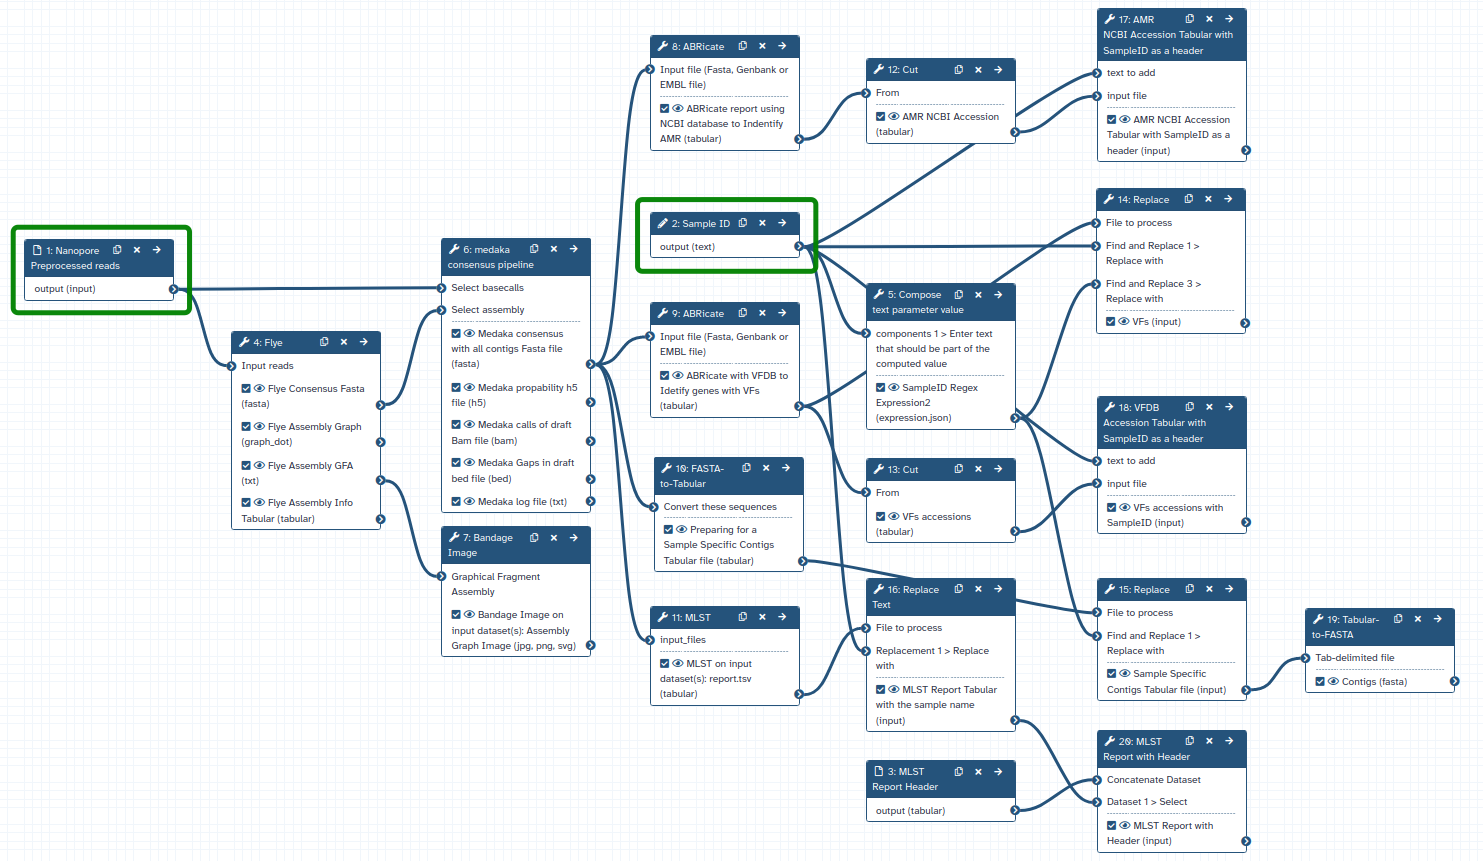 1: Nanopore
Preprocessed reads
output (input)
4: Flye
Input reads
Flye Consensus Fasta
(fasta)
Flye Assembly Graph
(graph_dot)
Flye Assembly GFA
(txt)
Flye Assembly Info
Tabular (tabular)
6: medaka
consensus pipeline
Select basecalls
Select assembly
Medaka consensus
with all contigs Fasta file
(fasta)
Medaka propability h5
file (h5)
Medaka calls of draft
Bam file (bam)
Medaka Gaps in draft
bed file (bed)
Medaka log file (txt)
7: Bandage
Image
Graphical Fragment
Assembly
Bandage Image on
input dataset(s): Assembly
Graph Image (jpg, png, svg)
8: ABRicate
Input file (Fasta, Genbank or
EMBL file)
ABRicate report using
NCBI database to Indentify
AMR (tabular)
2: Sample ID
output (text)
9: ABRicate
Input file (Fasta, Genbank or
EMBL file)
ABRicate with VFDB to
Idetify genes with VFs
(tabular)
10: FASTA-
to-Tabular
Convert these sequences
Preparing for a
Sample Specific Contigs
Tabular file (tabular)
11: MLST
input_files
MLST on input
dataset(s): report.tsv
(tabular)
12: Cut
From
AMR NCBI Accession
(tabular)
5: Compose
text parameter value
components 1 > Enter text
that should be part of the
computed value
SampleID Regex
Expression2
(expression.json)
13: Cut
From
VFs accessions
(tabular)
16: Replace
Text
File to process
Replacement 1 > Replace
with
MLST Report Tabular
with the sample name
(input)
3: MLST
Report Header
output (tabular)
17: AMR
NCBI Accession Tabular with
SampleID as a header
text to add
input file
AMR NCBI Accession
Tabular with SampleID as a
header (input)
14: Replace
File to process
Find and Replace 1 >
Replace with
Find and Replace 3 >
Replace with
VFs (input)
18: VFDB
Accession Tabular with
SampleID as a header
text to add
input file
VFs accessions with
SampleID (input)
15: Replace
File to process
Find and Replace 1 >
Replace with
Sample Specific
Contigs Tabular file (input)
20: MLST
Report with Header
Concatenate Dataset
Dataset 1 > Select
MLST Report with
Header (input)
19: Tabular-
to-FASTA
Tab-delimited file
Contigs (fasta)